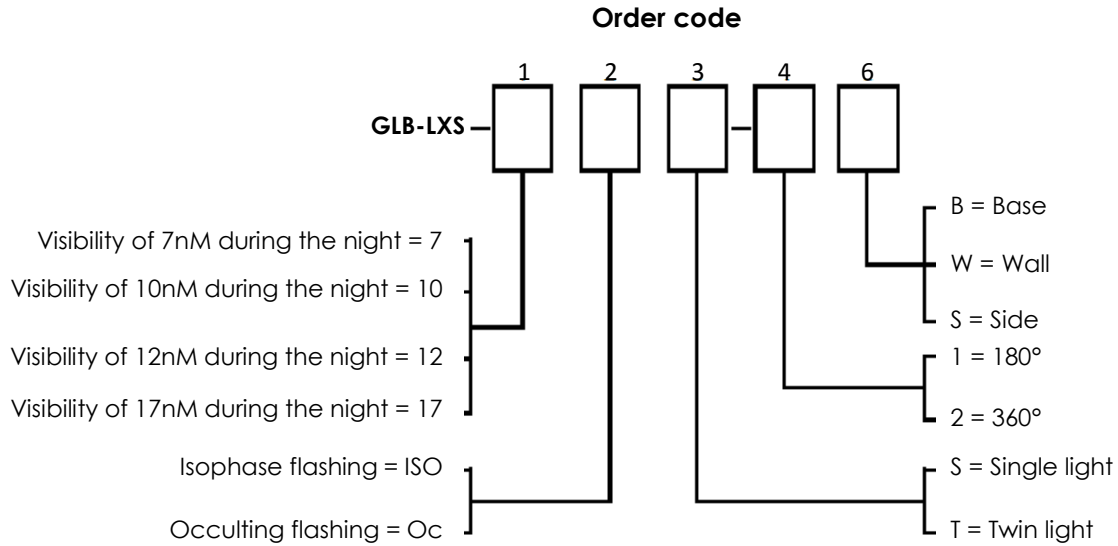 Order code
1 2 3 4 6
GLB-LXS – –
B = Base
Visibility of 7nM during the night = 7
W = Wall
Visibility of 10nM during the night = 10
S = Side
Visibility of 12nM during the night = 12
1 = 180°
Visibility of 17nM during the night = 17
2 = 360°
Isophase flashing = ISO
S = Single light
Occulting flashing = Oc
T = Twin light